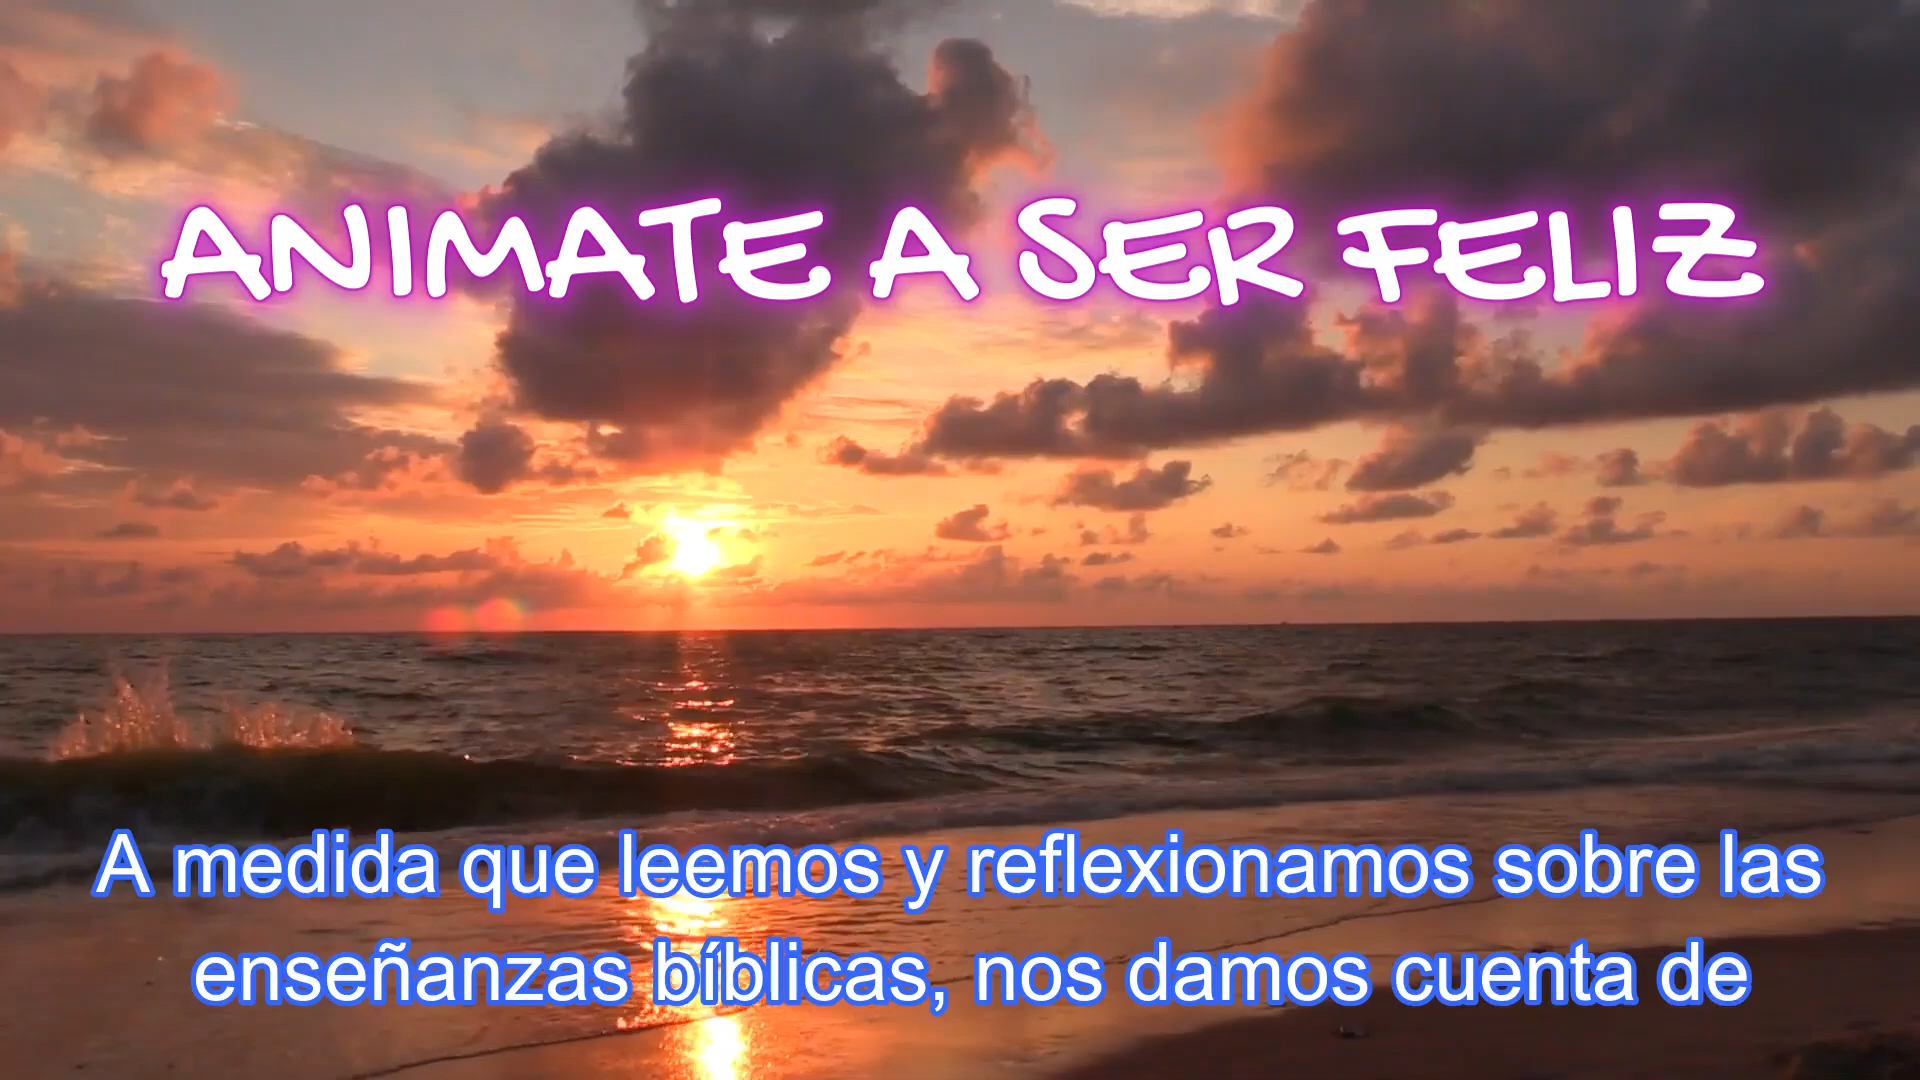 ANIMATE A SER FELIZ
A medida que leemos y reflexionamos sobre las
enseñanzas bíblicas, nos damos cuenta de